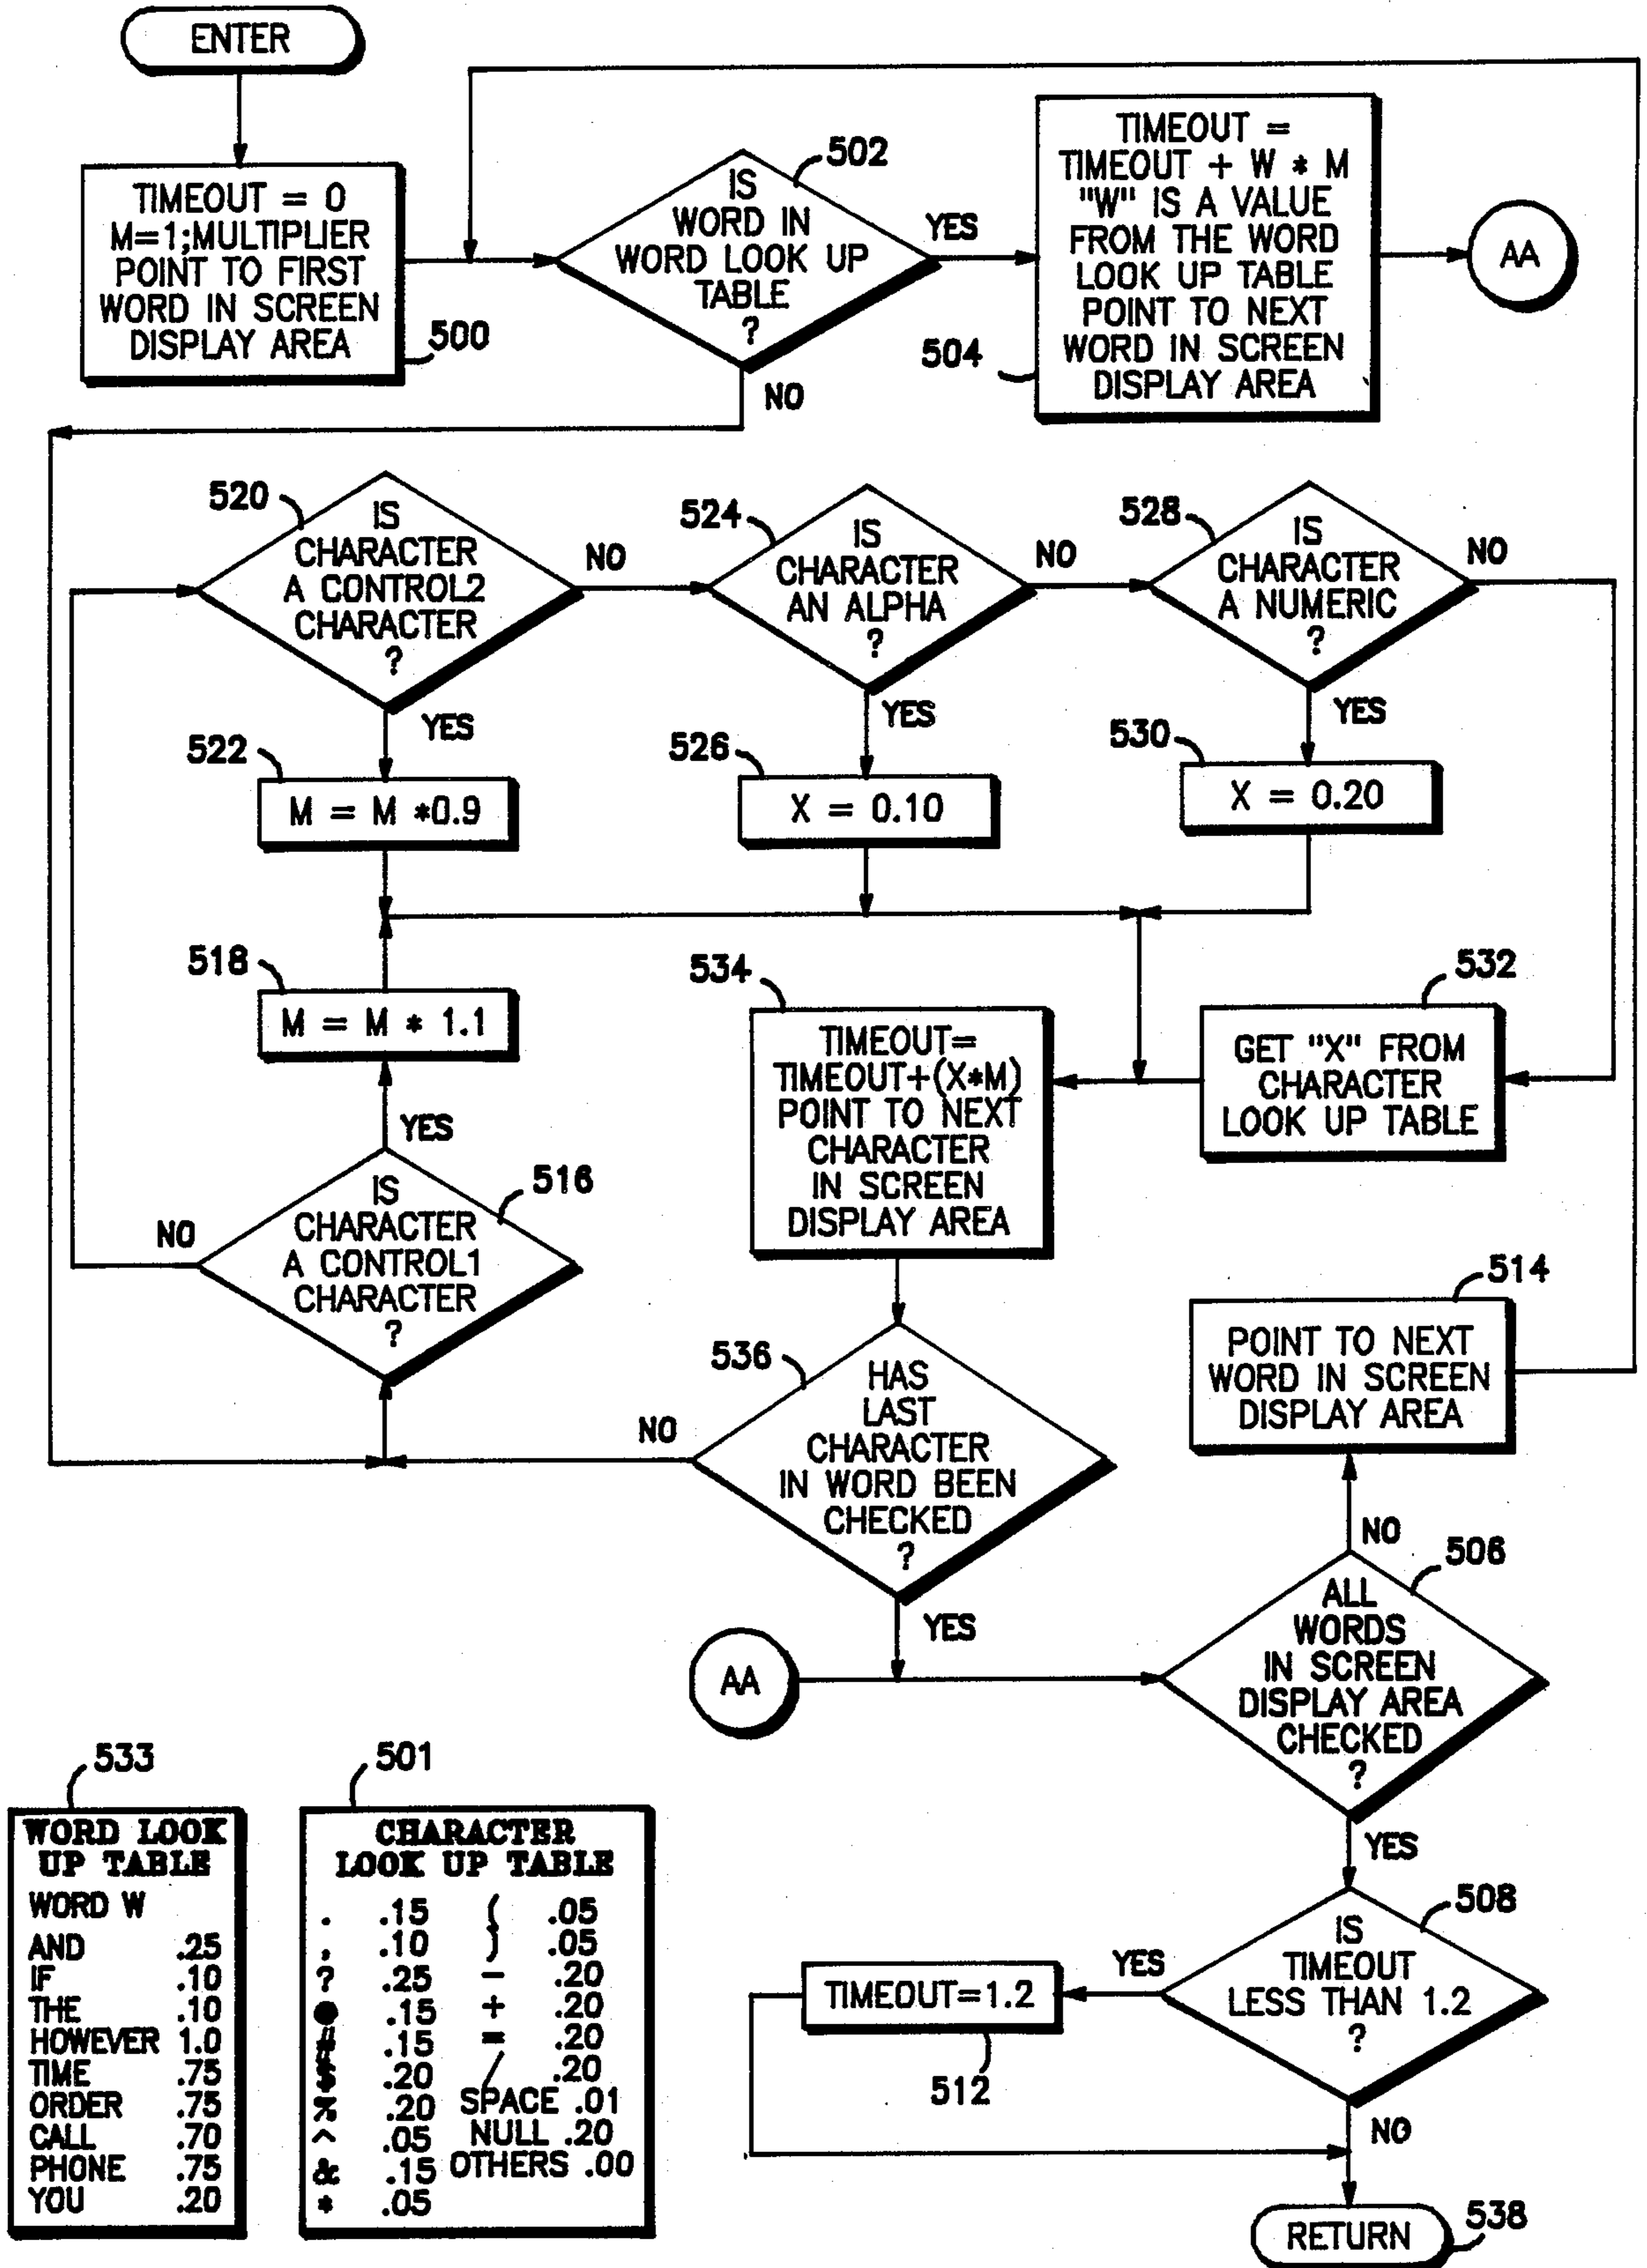 ENTER
TIMEOUT = 0
M=1;MULTIPLIER
POINT TO FIRST
WORD IN SCREEN
DISPLAY AREA
500
IS
WORD IN
WORD LOOK UP
TABLE
?
502
YES
NO
TIMEOUT =
TIMEOUT + W * M
"W" IS A VALUE
FROM THE WORD
LOOK UP TABLE
POINT TO NEXT
WORD IN SCREEN
DISPLAY AREA
504
AA
520
IS
CHARACTER
A CONTROL2
CHARACTER
?
NO
YES
524
IS
CHARACTER
AN ALPHA
?
NO
YES
528
IS
CHARACTER
A NUMERIC
?
NO
YES
522
M = M *0.9
526
X = 0.10
530
X = 0.20
518
M = M * 1.1
534
TIMEOUT=
TIMEOUT+(X*M)
POINT TO NEXT
CHARACTER
IN SCREEN
DISPLAY AREA
532
GET "X" FROM
CHARACTER
LOOK UP TABLE
YES
516
IS
CHARACTER
A CONTROL1
CHARACTER
?
NO
514
POINT TO NEXT
WORD IN SCREEN
DISPLAY AREA
536
HAS
LAST
CHARACTER
IN WORD BEEN
CHECKED
?
NO
YES
AA
NO
506
ALL
WORDS
IN SCREEN
DISPLAY AREA
CHECKED
?
YES
508
IS
TIMEOUT
LESS THAN 1.2
?
YES
NO
TIMEOUT=1.2
512
RETURN
538
533
WORD LOOK
UP TABLE
WORD W
AND .25
IF .10
THE .10
HOWEVER 1.0
TIME .75
ORDER .75
CALL .70
PHONE .75
YOU .20
501
CHARACTER
LOOK UP TABLE
. .15 ( .05
, .10 ) .05
? .25 - .20
.15 + .20
# .15 = .20
$ .20 / .20
% .20 SPACE .01
^ .05 NULL .20
& .15 OTHERS .00
* .05